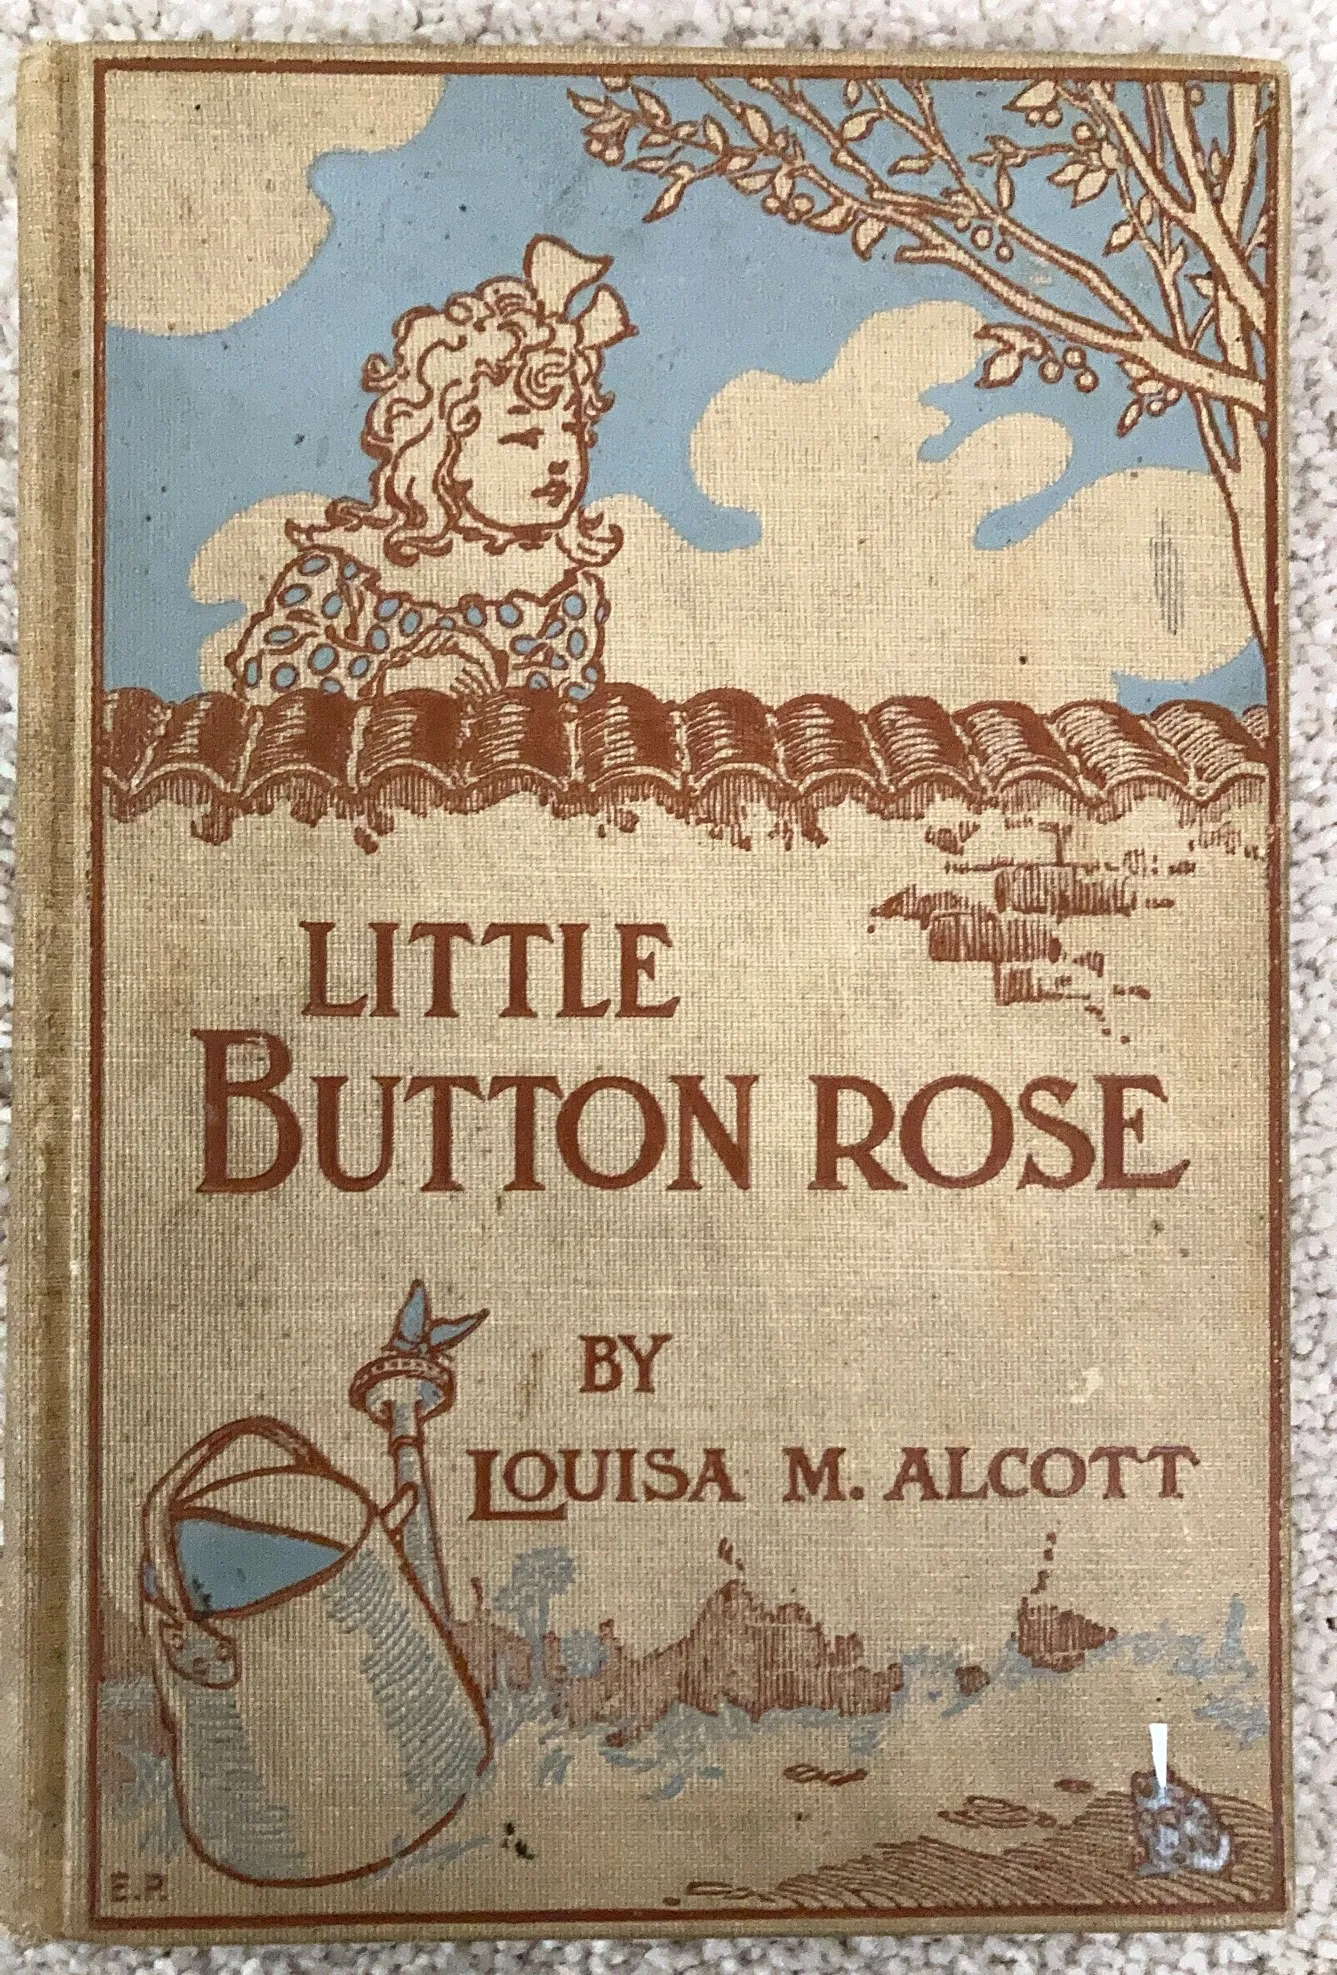 LITTLE
BUTTON ROSE
BY
LOUISA M. ALCOTT
E.P.